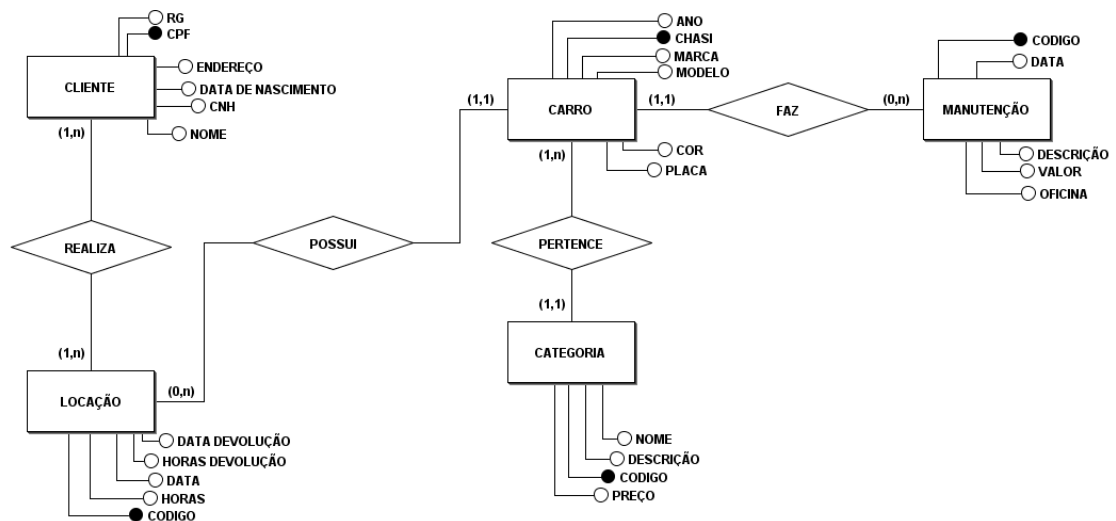 RG
CPF
CLIENTE
ENDEREÇO
DATA DE NASCIMENTO
CNH
NOME
(1,n)
REALIZA
(1,n)
LOCAÇÃO
(0,n)
DATA DEVOLUÇÃO
HORAS DEVOLUÇÃO
DATA
HORAS
CODIGO
POSSUI
(1,1)
ANO
CHASI
MARCA
MODELO
CARRO
COR
PLACA
(1,1)
FAZ
(0,n)
CODIGO
DATA
MANUTENÇÃO
DESCRIÇÃO
VALOR
OFICINA
(1,n)
PERTENCE
(1,1)
CATEGORIA
NOME
DESCRIÇÃO
CODIGO
PREÇO